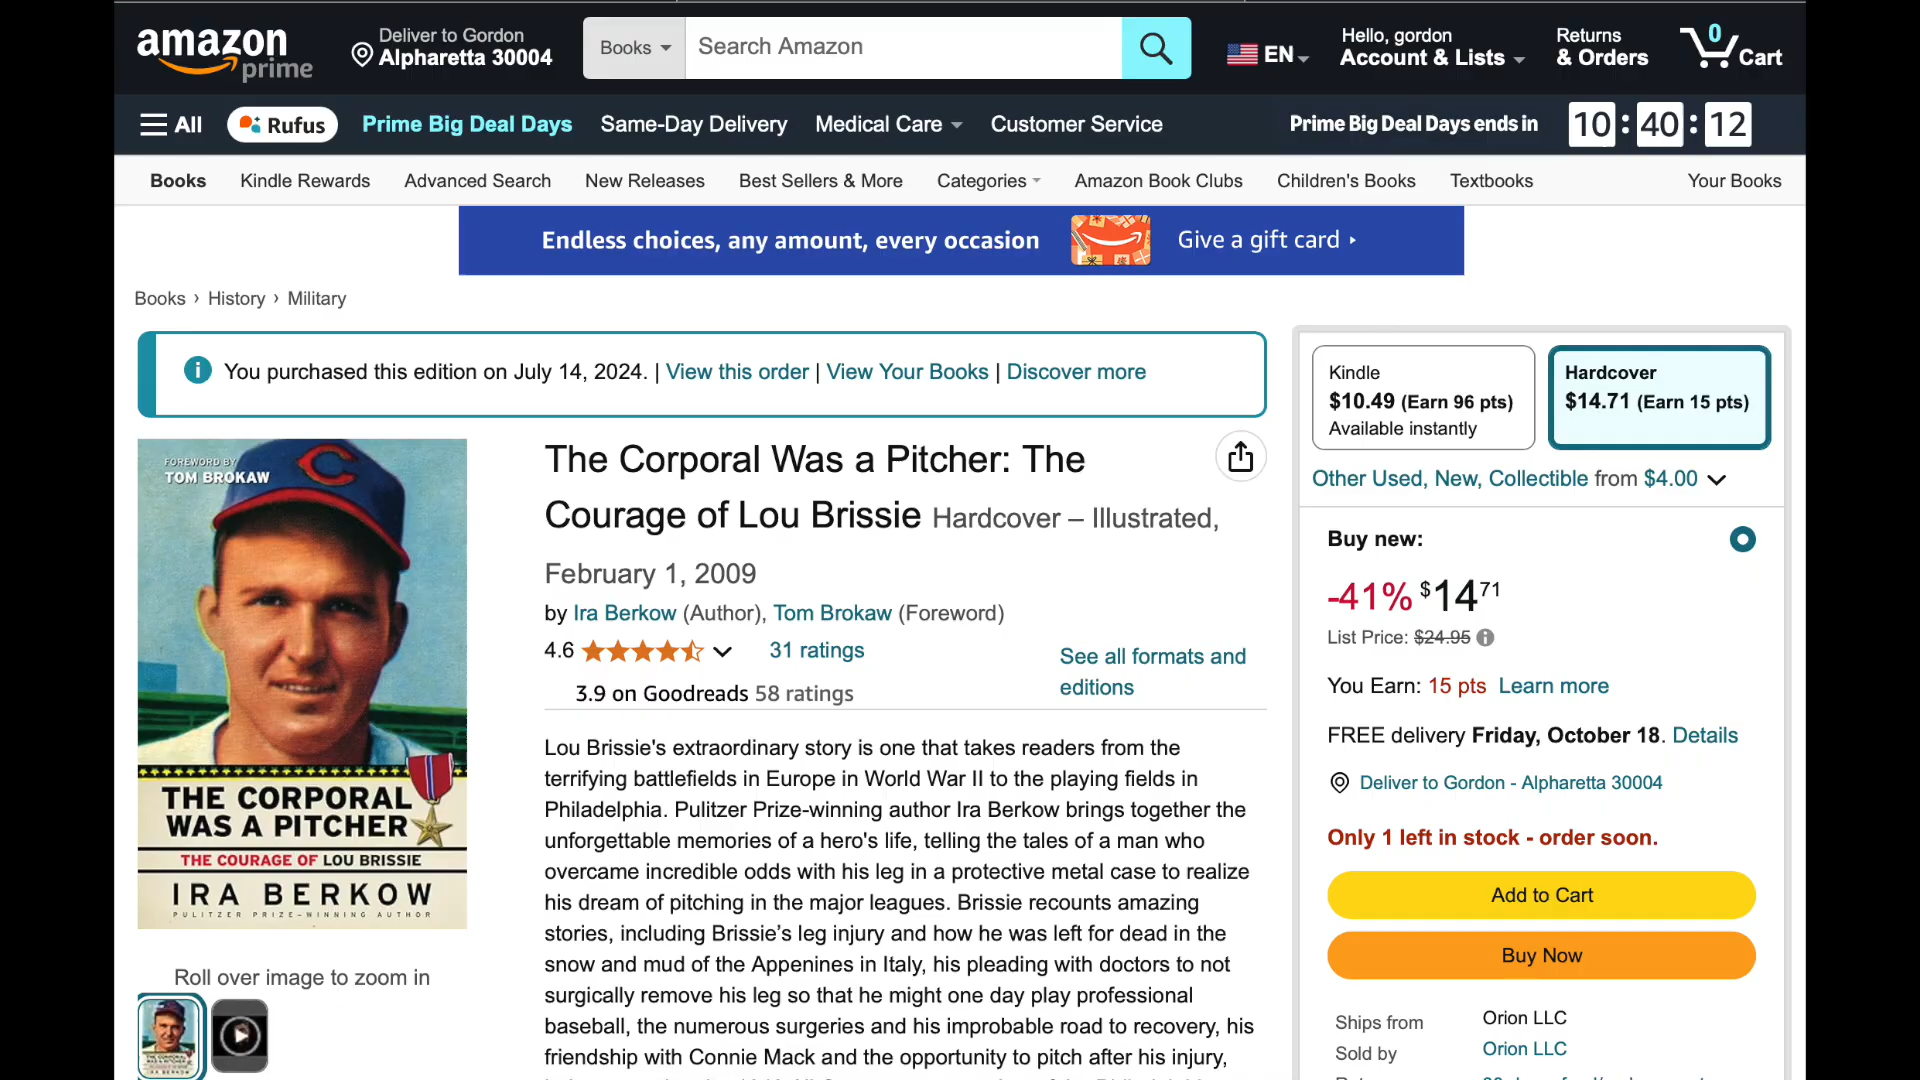 amazon prime
Deliver to Gordon
Alpharetta 30004
Books
Search Amazon
EN
Hello, gordon
Account & Lists
Returns
& Orders
0
Cart
All
Rufus
Prime Big Deal Days
Same-Day Delivery
Medical Care
Customer Service
Prime Big Deal Days ends in
10 : 40 : 12
Books
Kindle Rewards
Advanced Search
New Releases
Best Sellers & More
Categories
Amazon Book Clubs
Children's Books
Textbooks
Your Books
Endless choices, any amount, every occasion
Give a gift card
Books › History › Military
You purchased this edition on July 14, 2024. | View this order | View Your Books | Discover more
FOREWORD BY
TOM BROKAW
THE CORPORAL
WAS A PITCHER
THE COURAGE OF LOU BRISSIE
IRA BERKOW
PULITZER PRIZE-WINNING AUTHOR
Roll over image to zoom in
The Corporal Was a Pitcher: The
Courage of Lou Brissie Hardcover – Illustrated,
February 1, 2009
by Ira Berkow (Author), Tom Brokaw (Foreword)
4.6
31 ratings
See all formats and
editions
3.9 on Goodreads 58 ratings
Lou Brissie's extraordinary story is one that takes readers from the
terrifying battlefields in Europe in World War II to the playing fields in
Philadelphia. Pulitzer Prize-winning author Ira Berkow brings together the
unforgettable memories of a hero's life, telling the tales of a man who
overcame incredible odds with his leg in a protective metal case to realize
his dream of pitching in the major leagues. Brissie recounts amazing
stories, including Brissie’s leg injury and how he was left for dead in the
snow and mud of the Appenines in Italy, his pleading with doctors to not
surgically remove his leg so that he might one day play professional
baseball, the numerous surgeries and his improbable road to recovery, his
friendship with Connie Mack and the opportunity to pitch after his injury,
Kindle
$10.49 (Earn 96 pts)
Available instantly
Hardcover
$14.71 (Earn 15 pts)
Other Used, New, Collectible from $4.00
Buy new:
-41% $14 71
List Price: $24.95
You Earn: 15 pts Learn more
FREE delivery Friday, October 18. Details
Deliver to Gordon - Alpharetta 30004
Only 1 left in stock - order soon.
Add to Cart
Buy Now
Ships from
Orion LLC
Sold by
Orion LLC